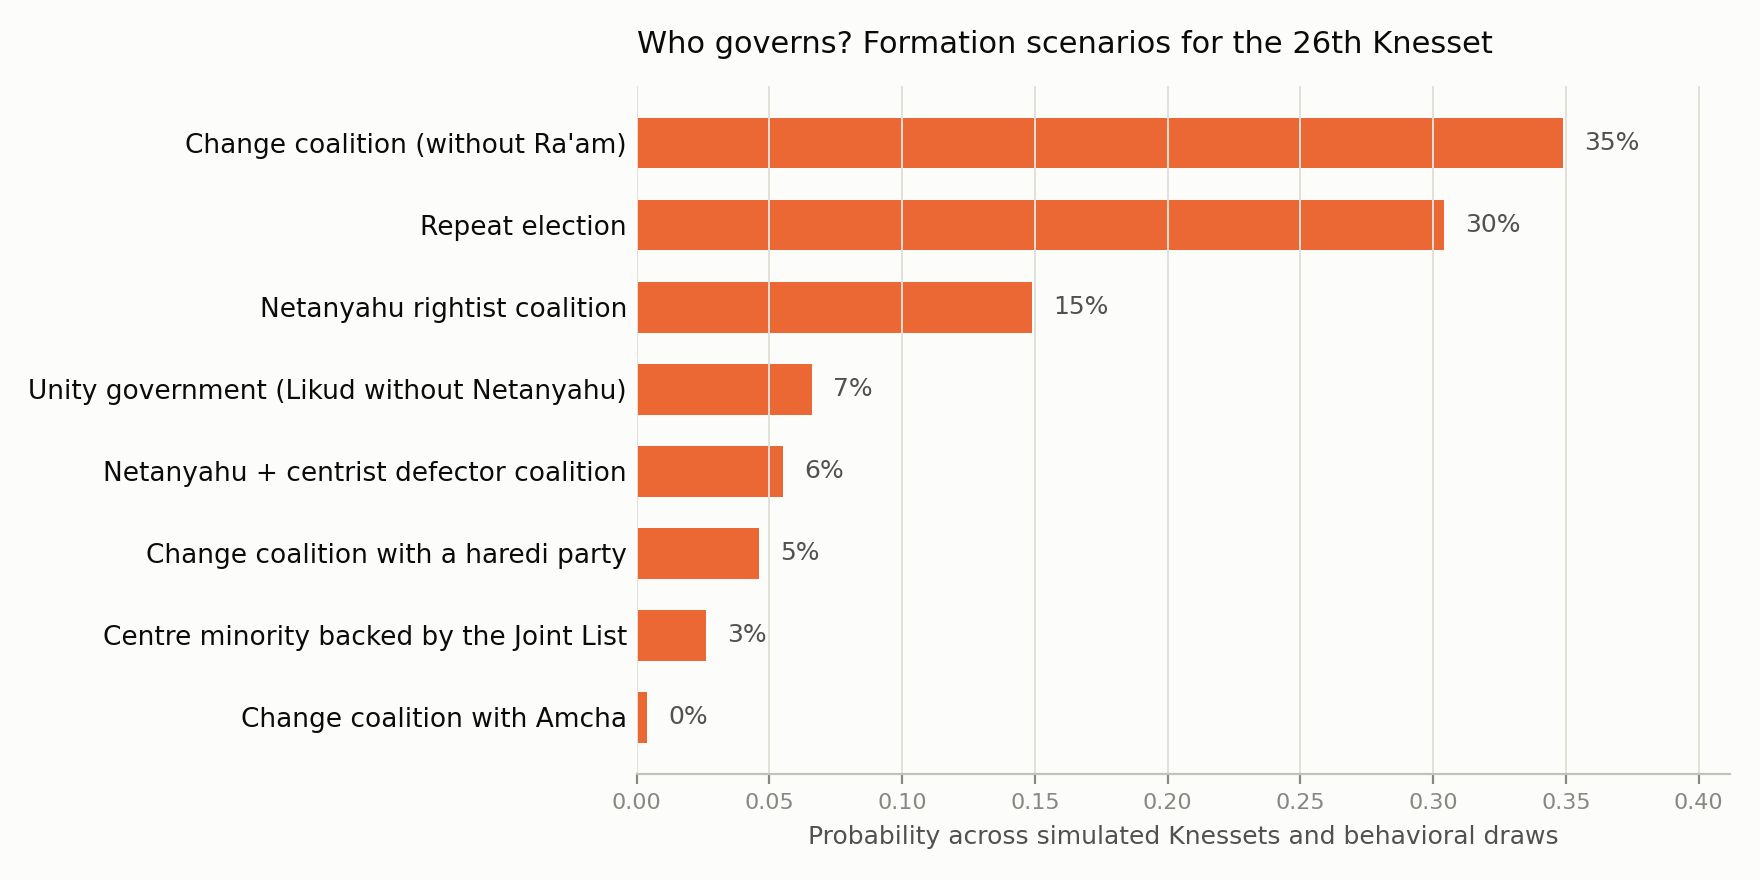 Who governs? Formation scenarios for the 26th Knesset
Change coalition (without Ra'am)
35%
Repeat election
30%
Netanyahu rightist coalition
15%
Unity government (Likud without Netanyahu)
7%
Netanyahu + centrist defector coalition
6%
Change coalition with a haredi party
5%
Centre minority backed by the Joint List
3%
Change coalition with Amcha
0%
0.00 0.05 0.10 0.15 0.20 0.25 0.30 0.35 0.40
Probability across simulated Knessets and behavioral draws